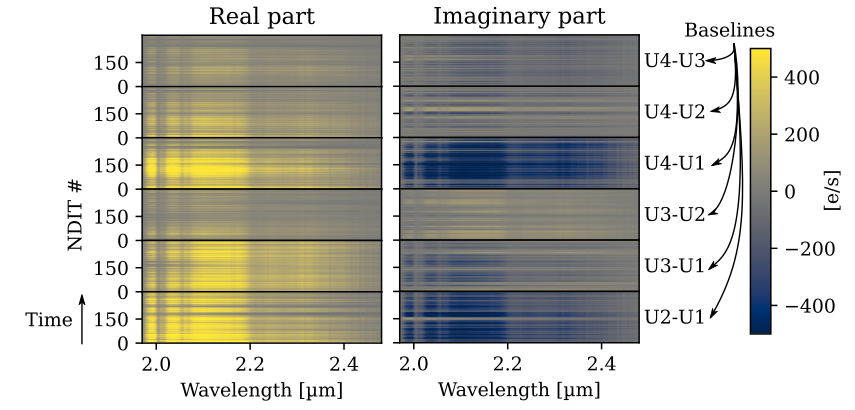 Real part
Imaginary part
Baselines
NDIT #
150
0
150
0
150
0
150
0
150
0
150
0
Time
2.0
2.2
2.4
Wavelength [µm]
2.0
2.2
2.4
Wavelength [µm]
U4-U3
U4-U2
U4-U1
U3-U2
U3-U1
U2-U1
400
200
0
−200
−400
[e/s]